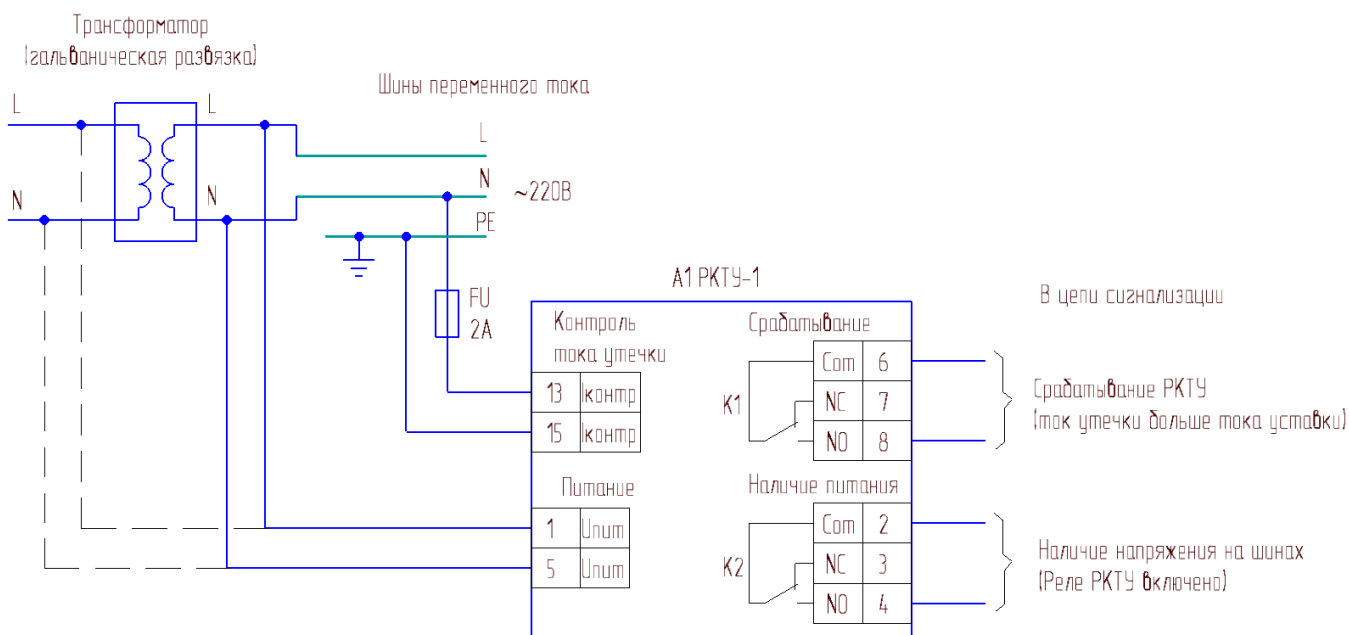 Трансформатор
(гальваническая развязка)
Шины переменного тока
L
L
L
N
N
N
~220В
PE
А1 РКТУ-1
В цепи сигнализации
FU
2А
Контроль
тока утечки
13 Iконтр
15 Iконтр
Срабатывание
Com 6
K1
NC 7
NO 8
Срабатывание РКТУ
(ток утечки больше тока уставки)
Питание
1 Uпит
5 Uпит
Наличие питания
Com 2
K2
NC 3
NO 4
Наличие напряжения на шинах
(Реле РКТУ включено)